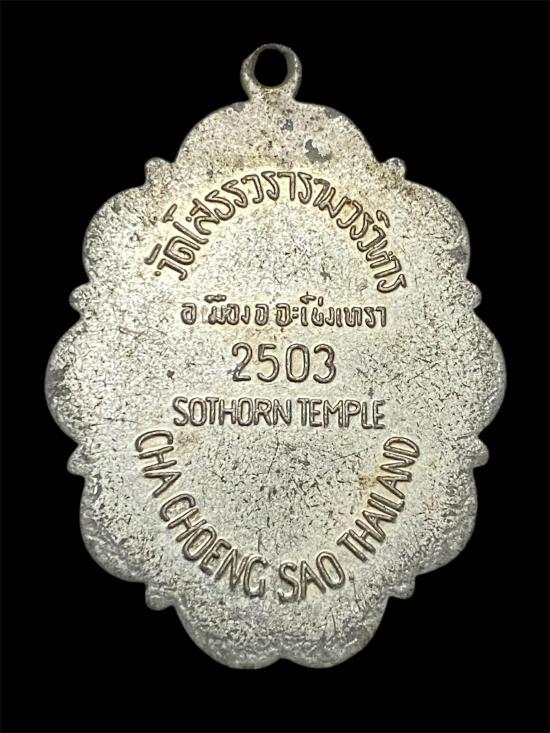 วัดโสธรวรารามวรวิหาร
อ เมือง จ ฉะเชิงเทรา
2503
SOTHORN TEMPLE
CHA CHOENG SAO. THAILAND